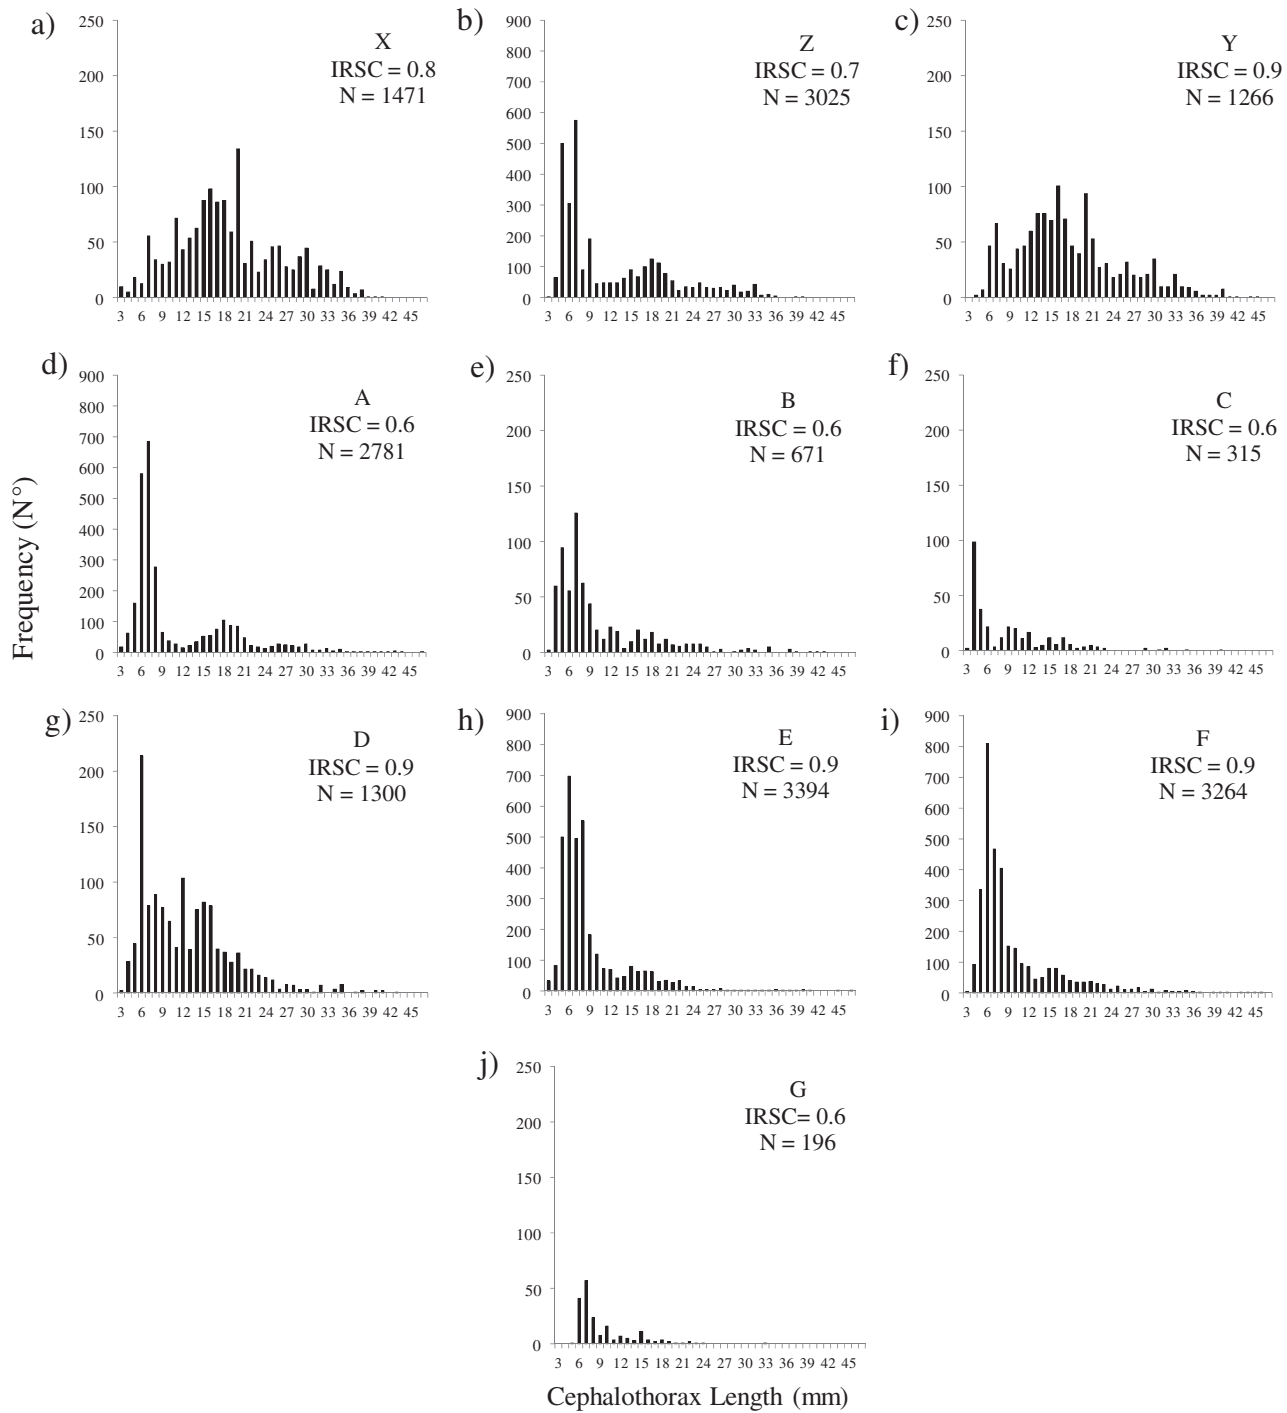 a)
X
IRSC = 0.8
N = 1471
250
200
150
100
50
0
3 6 9 12 15 18 21 24 27 30 33 36 39 42 45
b)
Z
IRSC = 0.7
N = 3025
900
800
700
600
500
400
300
200
100
0
3 6 9 12 15 18 21 24 27 30 33 36 39 42 45
c)
Y
IRSC = 0.9
N = 1266
250
200
150
100
50
0
3 6 9 12 15 18 21 24 27 30 33 36 39 42 45
Frequency (N°)
d)
A
IRSC = 0.6
N = 2781
900
800
700
600
500
400
300
200
100
0
3 6 9 12 15 18 21 24 27 30 33 36 39 42 45
e)
B
IRSC = 0.6
N = 671
250
200
150
100
50
0
3 6 9 12 15 18 21 24 27 30 33 36 39 42 45
f)
C
IRSC = 0.6
N = 315
250
200
150
100
50
0
3 6 9 12 15 18 21 24 27 30 33 36 39 42 45
g)
D
IRSC = 0.9
N = 1300
250
200
150
100
50
0
3 6 9 12 15 18 21 24 27 30 33 36 39 42 45
h)
E
IRSC = 0.9
N = 3394
900
800
700
600
500
400
300
200
100
0
3 6 9 12 15 18 21 24 27 30 33 36 39 42 45
i)
F
IRSC = 0.9
N = 3264
900
800
700
600
500
400
300
200
100
0
3 6 9 12 15 18 21 24 27 30 33 36 39 42 45
j)
G
IRSC= 0.6
N = 196
250
200
150
100
50
0
3 6 9 12 15 18 21 24 27 30 33 36 39 42 45
Cephalothorax Length (mm)